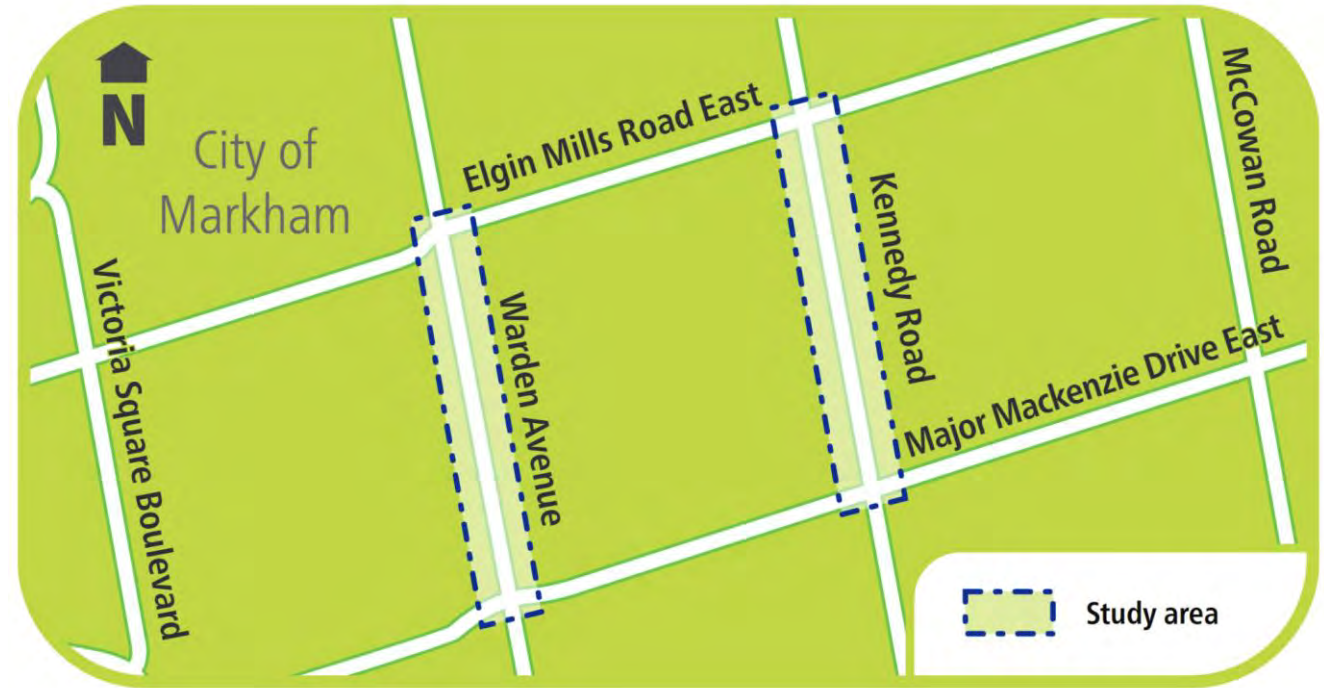 N
City of
Markham
Elgin Mills Road East
McCowan Road
Kennedy Road
Victoria Square Boulevard
Warden Avenue
Major Mackenzie Drive East
Study area